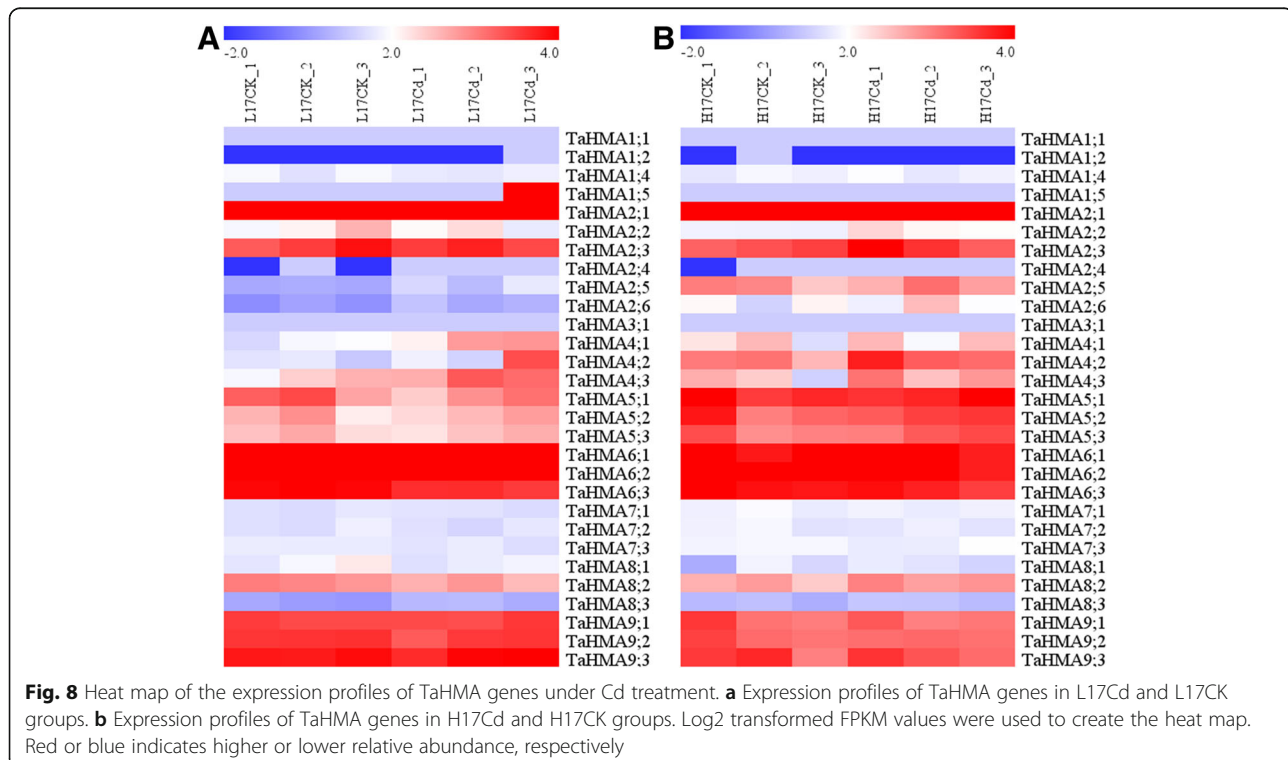 A
-2.0 2.0 4.0
L17CK_1
L17CK_2
L17CK_3
L17Cd_1
L17Cd_2
L17Cd_3
TaHMA1;1
TaHMA1;2
TaHMA1;4
TaHMA1;5
TaHMA2;1
TaHMA2;2
TaHMA2;3
TaHMA2;4
TaHMA2;5
TaHMA2;6
TaHMA3;1
TaHMA4;1
TaHMA4;2
TaHMA4;3
TaHMA5;1
TaHMA5;2
TaHMA5;3
TaHMA6;1
TaHMA6;2
TaHMA6;3
TaHMA7;1
TaHMA7;2
TaHMA7;3
TaHMA8;1
TaHMA8;2
TaHMA8;3
TaHMA9;1
TaHMA9;2
TaHMA9;3
B
-2.0 2.0 4.0
H17CK_1
H17CK_2
H17CK_3
H17Cd_1
H17Cd_2
H17Cd_3
TaHMA1;1
TaHMA1;2
TaHMA1;4
TaHMA1;5
TaHMA2;1
TaHMA2;2
TaHMA2;3
TaHMA2;4
TaHMA2;5
TaHMA2;6
TaHMA3;1
TaHMA4;1
TaHMA4;2
TaHMA4;3
TaHMA5;1
TaHMA5;2
TaHMA5;3
TaHMA6;1
TaHMA6;2
TaHMA6;3
TaHMA7;1
TaHMA7;2
TaHMA7;3
TaHMA8;1
TaHMA8;2
TaHMA8;3
TaHMA9;1
TaHMA9;2
TaHMA9;3
Fig. 8 Heat map of the expression profiles of TaHMA genes under Cd treatment. a Expression profiles of TaHMA genes in L17Cd and L17CK
groups. b Expression profiles of TaHMA genes in H17Cd and H17CK groups. Log2 transformed FPKM values were used to create the heat map.
Red or blue indicates higher or lower relative abundance, respectively